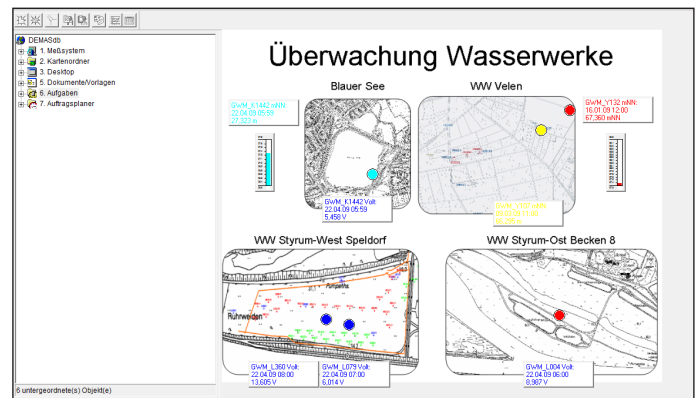 DEMASdb
1. Meßsystem
2. Kartenordner
3. Desktop
5. Dokumente/Vorlagen
6. Aufgaben
7. Auftragsplaner
6 untergeordnete(s) Objekt(e)
Überwachung Wasserwerke
Blauer See
WW Velen
GWM_K1442 mNN:
22.04.09 05:59
27,323 m
GWM_Y132 mNN:
16.01.09 12:00
67,360 mNN
GWM_K1442 Volt:
22.04.09 05:59
5,458 V
WW Styrum-West Speldorf
WW Styrum-Ost Becken 8
Ruhrweiden
GWM_L360 Volt:
22.04.09 08:00
13,605 V
GWM_L079 Volt:
22.04.09 07:00
6,814 V
GWM_L004 Volt:
22.04.09 06:00
8,987 V